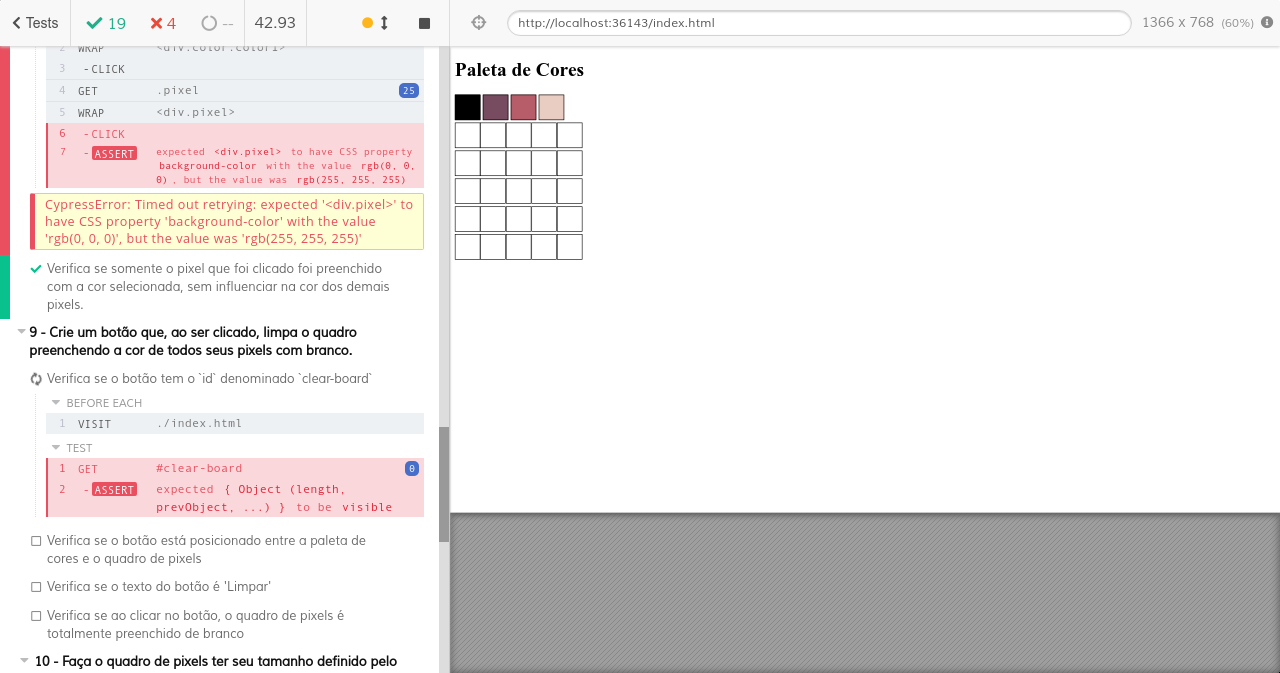 Tests 19 4 -- 42.93 http://localhost:36143/index.html 1366 x 768 (60%)
2 WRAP <div.color.color1>
3 -CLICK
4 GET .pixel 25
5 WRAP <div.pixel>
6 -CLICK
7 -ASSERT expected <div.pixel> to have CSS property
background-color with the value rgb(0, 0,
0) , but the value was rgb(255, 255, 255)
CypressError: Timed out retrying: expected '<div.pixel>' to
have CSS property 'background-color' with the value
'rgb(0, 0, 0)', but the value was 'rgb(255, 255, 255)'
Verifica se somente o pixel que foi clicado foi preenchido
com a cor selecionada, sem influenciar na cor dos demais
pixels.
9 - Crie um botão que, ao ser clicado, limpa o quadro
preenchendo a cor de todos seus pixels com branco.
Verifica se o botão tem o `id` denominado `clear-board`
BEFORE EACH
1 VISIT ./index.html
TEST
1 GET #clear-board 0
2 -ASSERT expected { Object (length,
prevObject, ...) } to be visible
Verifica se o botão está posicionado entre a paleta de
cores e o quadro de pixels
Verifica se o texto do botão é 'Limpar'
Verifica se ao clicar no botão, o quadro de pixels é
totalmente preenchido de branco
10 - Faça o quadro de pixels ter seu tamanho definido pelo
Paleta de Cores